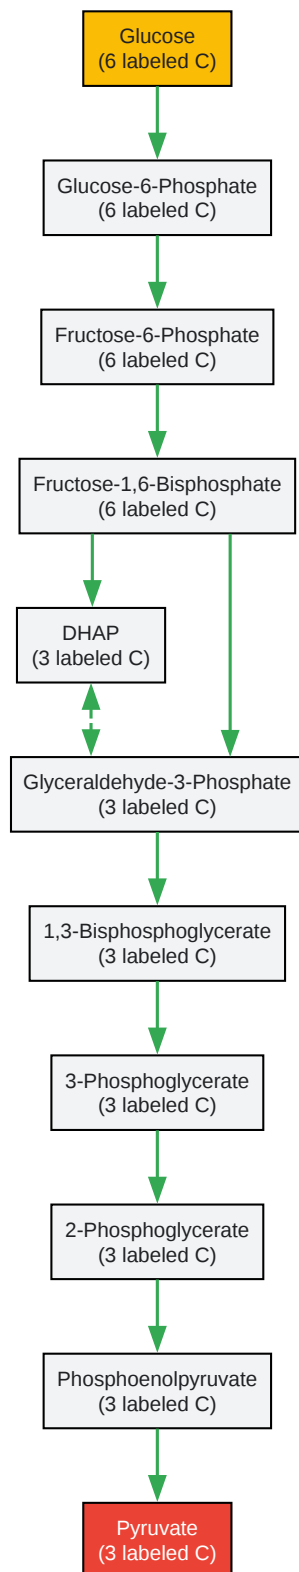 Glucose
(6 labeled C)
Glucose-6-Phosphate
(6 labeled C)
Fructose-6-Phosphate
(6 labeled C)
Fructose-1,6-Bisphosphate
(6 labeled C)
DHAP
(3 labeled C)
Glyceraldehyde-3-Phosphate
(3 labeled C)
1,3-Bisphosphoglycerate
(3 labeled C)
3-Phosphoglycerate
(3 labeled C)
2-Phosphoglycerate
(3 labeled C)
Phosphoenolpyruvate
(3 labeled C)
Pyruvate
(3 labeled C)